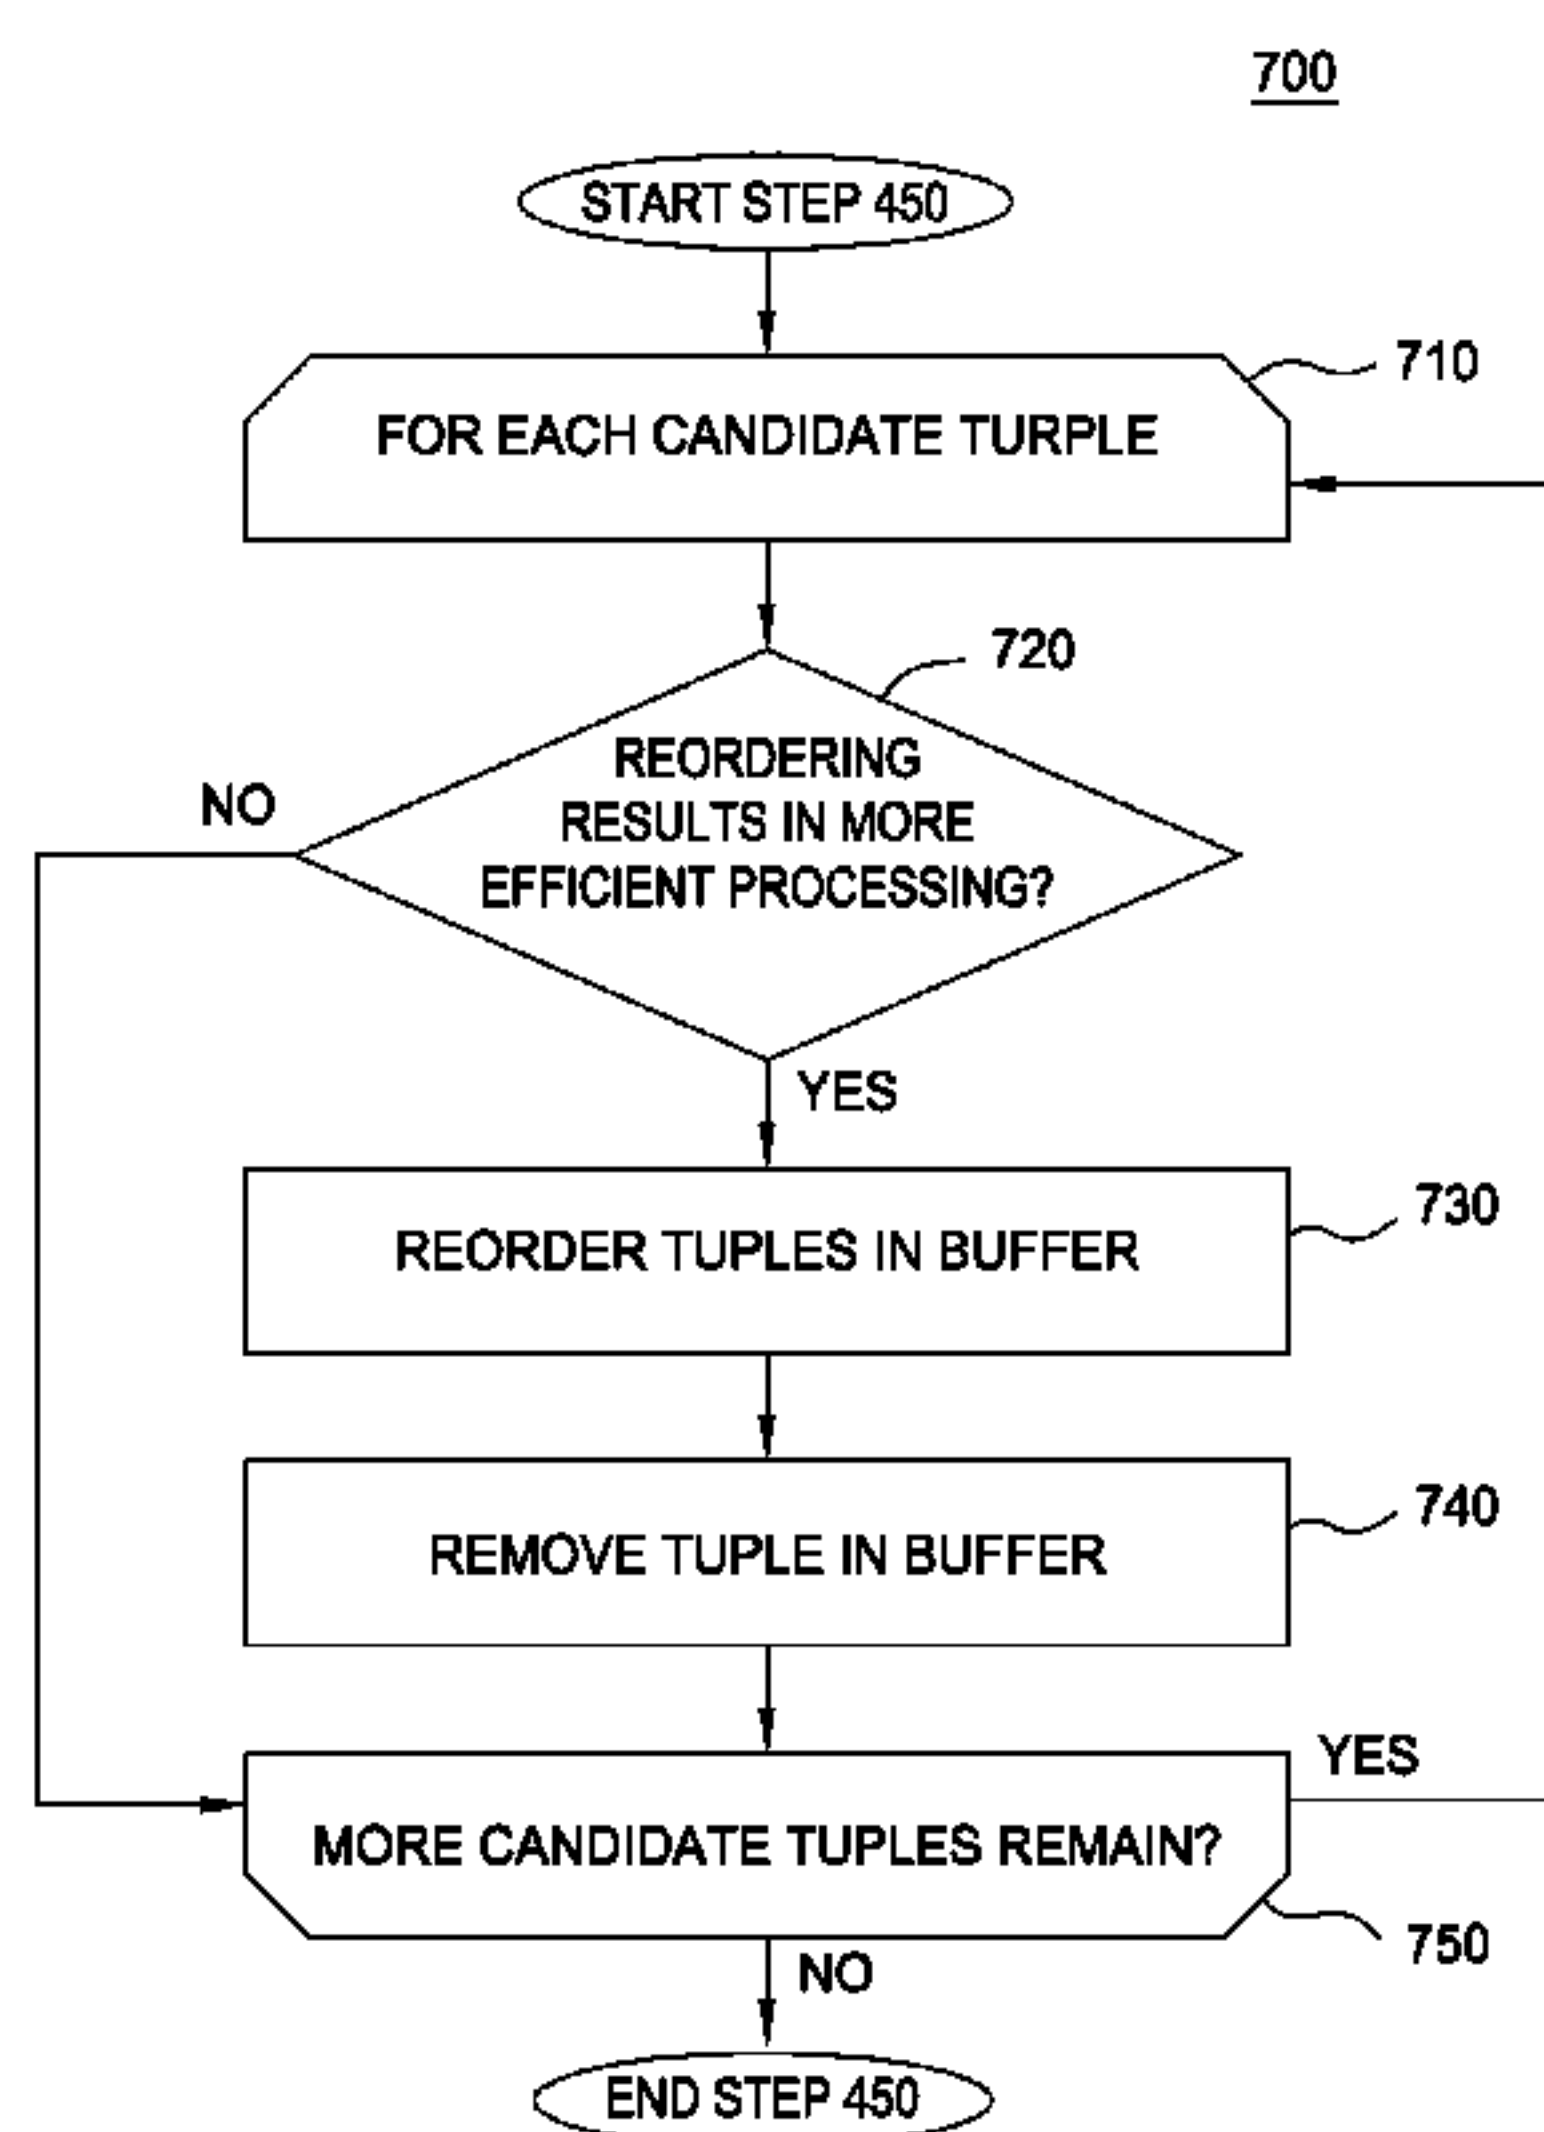 700
START STEP 450
710
FOR EACH CANDIDATE TURPLE
720
REORDERING
RESULTS IN MORE
EFFICIENT PROCESSING?
NO
YES
730
REORDER TUPLES IN BUFFER
740
REMOVE TUPLE IN BUFFER
YES
MORE CANDIDATE TUPLES REMAIN?
750
NO
END STEP 450